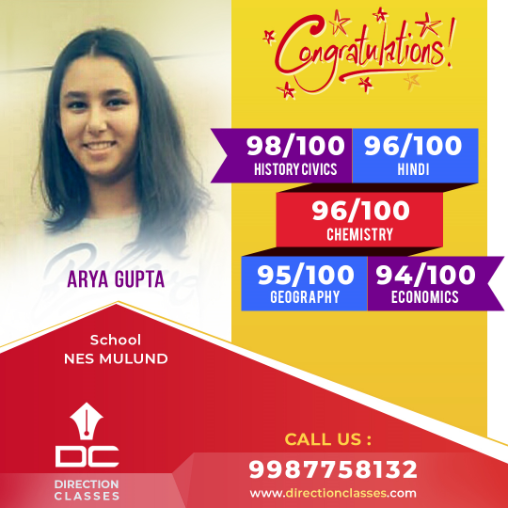 Congratulations!
98/100
HISTORY CIVICS
96/100
HINDI
96/100
CHEMISTRY
95/100
GEOGRAPHY
94/100
ECONOMICS
ARYA GUPTA
School
NES MULUND
DC
DIRECTION
CLASSES
CALL US :
9987758132
www.directionclasses.com